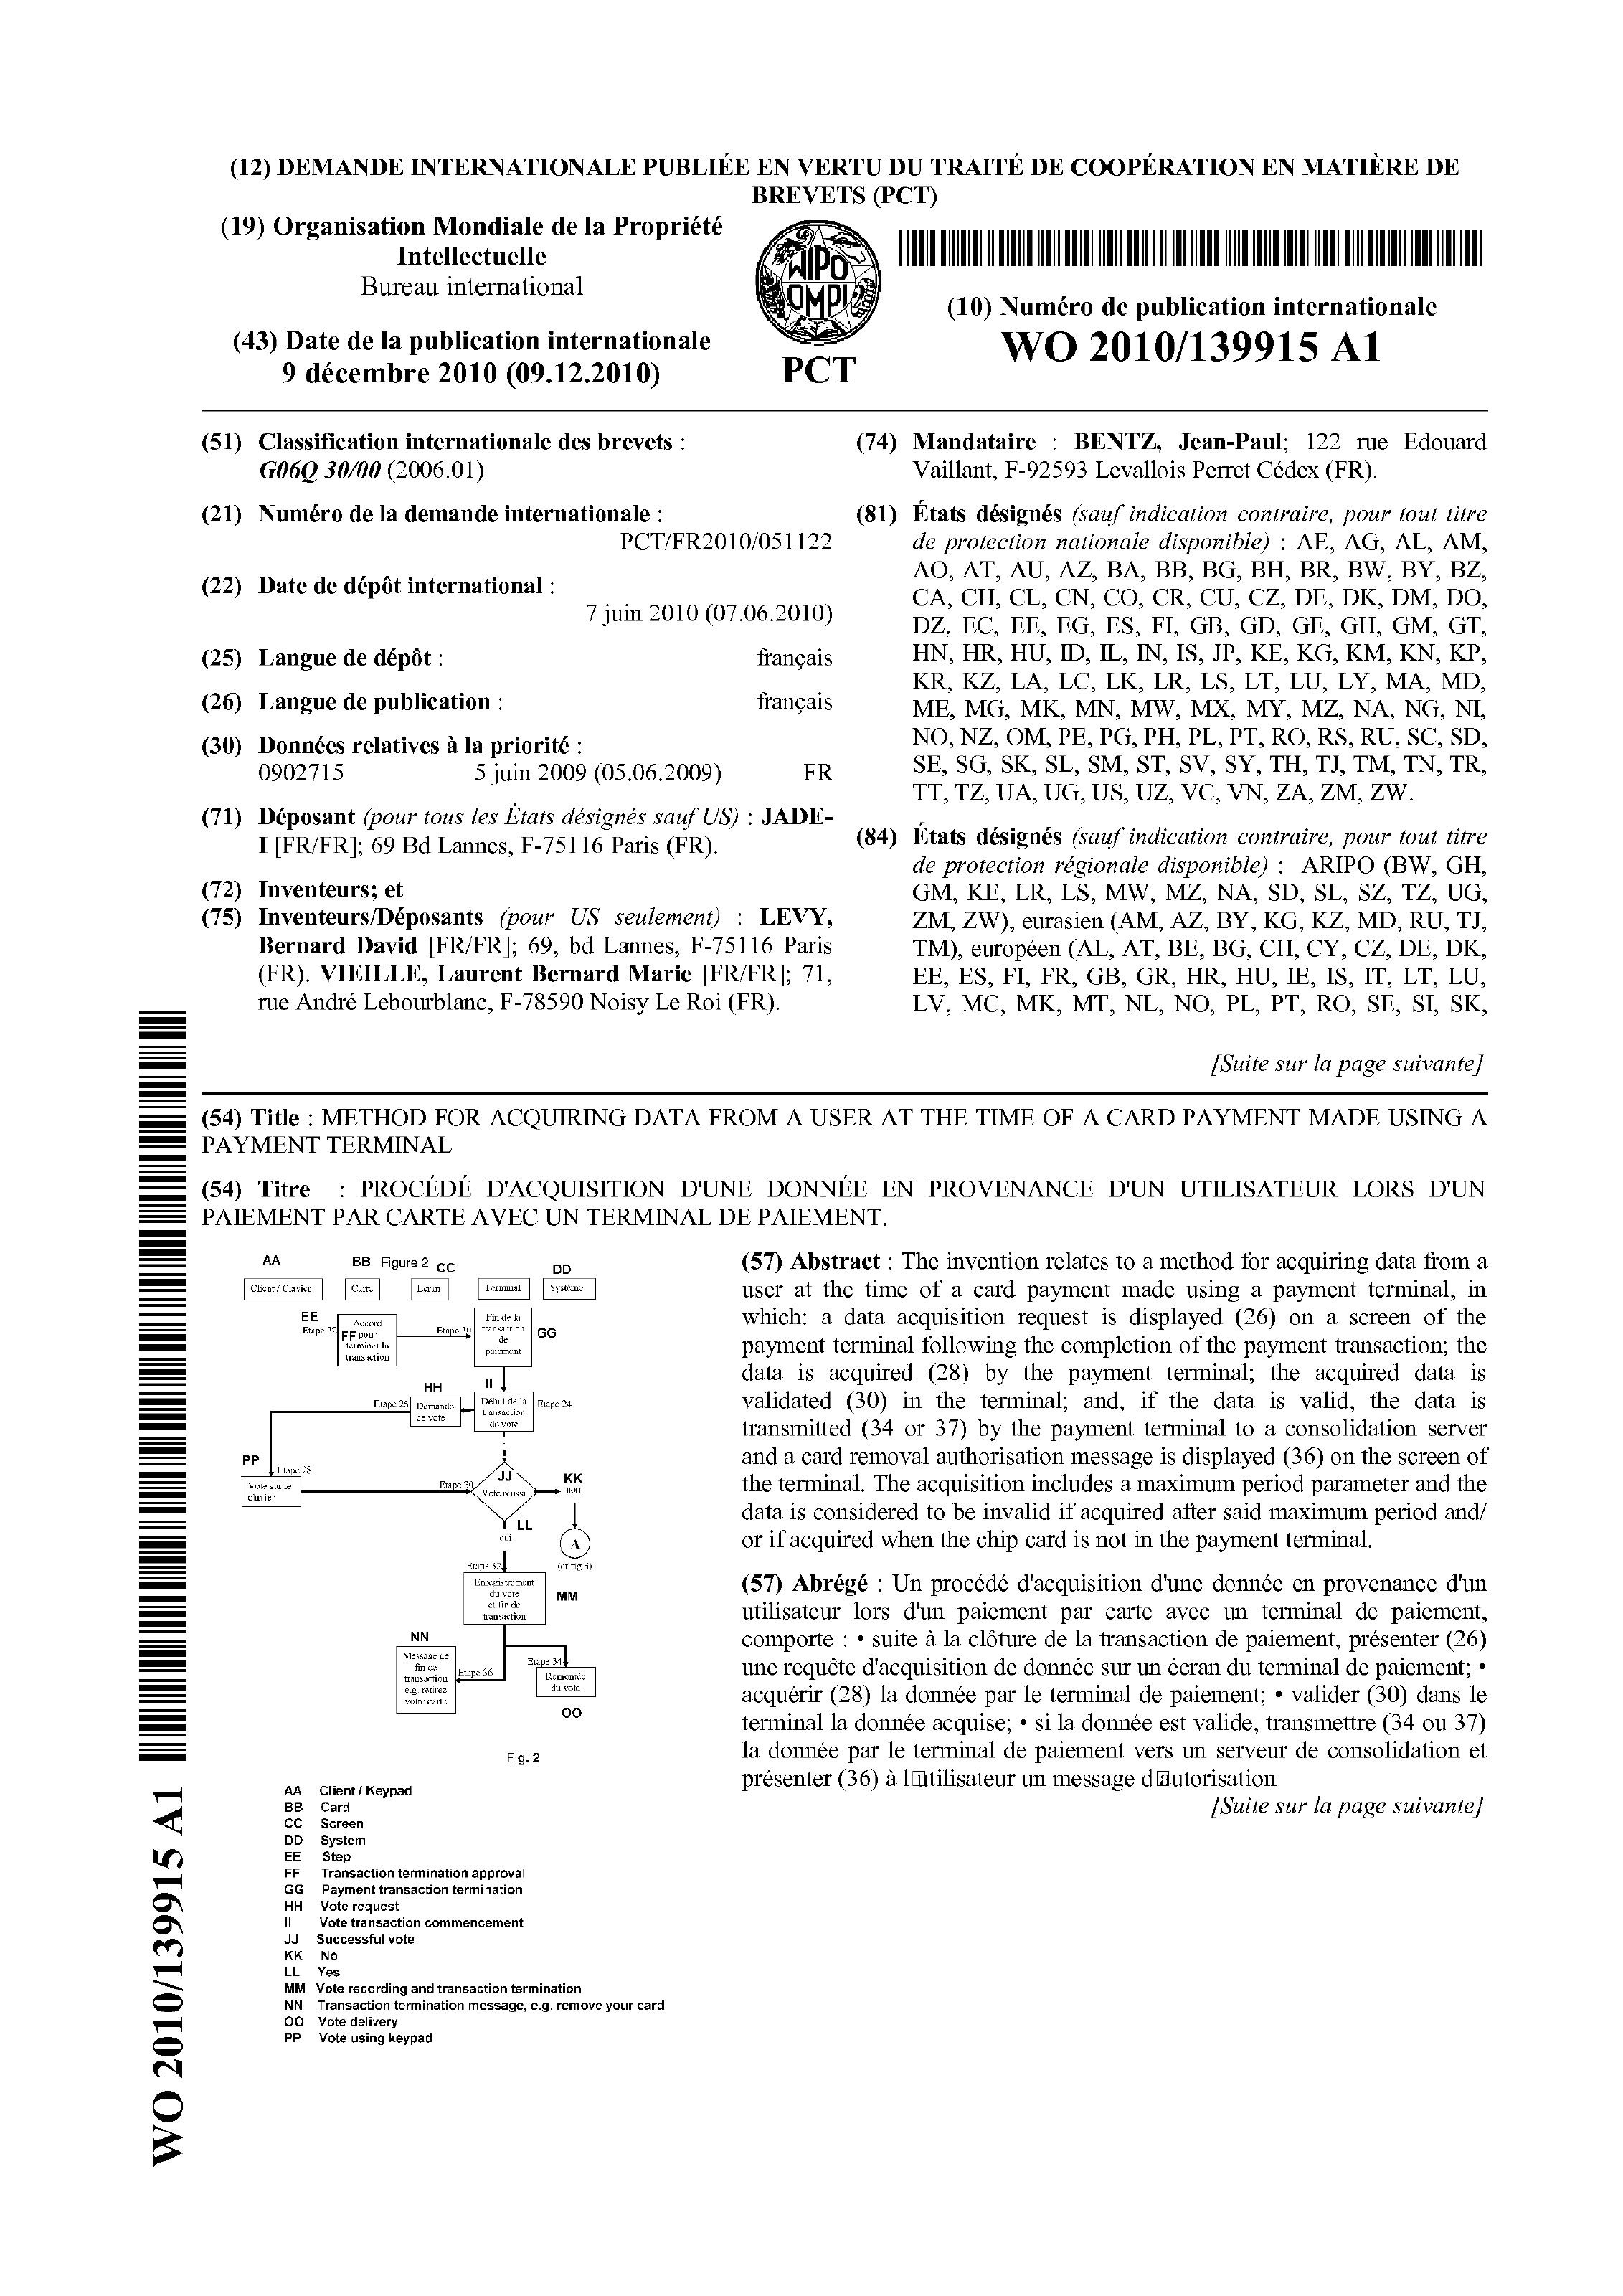 (12) DEMANDE INTERNATIONALE PUBLIÉE EN VERTU DU TRAITÉ DE COOPÉRATION EN MATIÈRE DE
BREVETS (PCT)
(19) Organisation Mondiale de la Propriété
Intellectuelle
Bureau international
(43) Date de la publication internationale
9 décembre 2010 (09.12.2010)
WIPO
OMPI
PCT
(10) Numéro de publication internationale
WO 2010/139915 A1
(51) Classification internationale des brevets :
G06Q 30/00 (2006.01)
(21) Numéro de la demande internationale :
PCT/FR2010/051122
(22) Date de dépôt international :
7 juin 2010 (07.06.2010)
(25) Langue de dépôt : français
(26) Langue de publication : français
(30) Données relatives à la priorité :
0902715 5 juin 2009 (05.06.2009) FR
(71) Déposant (pour tous les États désignés sauf US) : JADE-
I [FR/FR]; 69 Bd Lannes, F-75116 Paris (FR).
(72) Inventeurs; et
(75) Inventeurs/Déposants (pour US seulement) : LEVY,
Bernard David [FR/FR]; 69, bd Lannes, F-75116 Paris
(FR). VIEILLE, Laurent Bernard Marie [FR/FR]; 71,
rue André Lebourblanc, F-78590 Noisy Le Roi (FR).
(74) Mandataire : BENTZ, Jean-Paul; 122 rue Edouard
Vaillant, F-92593 Levallois Perret Cédex (FR).
(81) États désignés (sauf indication contraire, pour tout titre
de protection nationale disponible) : AE, AG, AL, AM,
AO, AT, AU, AZ, BA, BB, BG, BH, BR, BW, BY, BZ,
CA, CH, CL, CN, CO, CR, CU, CZ, DE, DK, DM, DO,
DZ, EC, EE, EG, ES, FI, GB, GD, GE, GH, GM, GT,
HN, HR, HU, ID, IL, IN, IS, JP, KE, KG, KM, KN, KP,
KR, KZ, LA, LC, LK, LR, LS, LT, LU, LY, MA, MD,
ME, MG, MK, MN, MW, MX, MY, MZ, NA, NG, NI,
NO, NZ, OM, PE, PG, PH, PL, PT, RO, RS, RU, SC, SD,
SE, SG, SK, SL, SM, ST, SV, SY, TH, TJ, TM, TN, TR,
TT, TZ, UA, UG, US, UZ, VC, VN, ZA, ZM, ZW.
(84) États désignés (sauf indication contraire, pour tout titre
de protection régionale disponible) : ARIPO (BW, GH,
GM, KE, LR, LS, MW, MZ, NA, SD, SL, SZ, TZ, UG,
ZM, ZW), eurasien (AM, AZ, BY, KG, KZ, MD, RU, TJ,
TM), européen (AL, AT, BE, BG, CH, CY, CZ, DE, DK,
EE, ES, FI, FR, GB, GR, HR, HU, IE, IS, IT, LT, LU,
LV, MC, MK, MT, NL, NO, PL, PT, RO, SE, SI, SK,
[Suite sur la page suivante]
(54) Title : METHOD FOR ACQUIRING DATA FROM A USER AT THE TIME OF A CARD PAYMENT MADE USING A
PAYMENT TERMINAL
(54) Titre : PROCÉDÉ D'ACQUISITION D'UNE DONNÉE EN PROVENANCE D'UN UTILISATEUR LORS D'UN
PAIEMENT PAR CARTE AVEC UN TERMINAL DE PAIEMENT.
AA BB Figure 2 CC DD
Client / Clavier Carte Ecran Terminal Système
EE
Etape 22
FF
Accord
pour
terminer la
transaction
Etape 20
Fin de la
transaction
de
paiement
GG
HH
II
Etape 26
Demande
de vote
Début de la
transaction
de vote
Etape 24
PP
Etape 28
Vote sur le
clavier
Etape 30
JJ
Vote réussi
KK
non
LL
oui
A
(cf fig 3)
Etape 32
Enregistrement
du vote
et fin de
transaction
MM
NN
Message de
fin de
transaction
e.g. retirez
votre carte
Etape 36
Etape 34
Remontée
du vote
OO
Fig. 2
AA Client / Keypad
BB Card
CC Screen
DD System
EE Step
FF Transaction termination approval
GG Payment transaction termination
HH Vote request
II Vote transaction commencement
JJ Successful vote
KK No
LL Yes
MM Vote recording and transaction termination
NN Transaction termination message, e.g. remove your card
OO Vote delivery
PP Vote using keypad
(57) Abstract : The invention relates to a method for acquiring data from a
user at the time of a card payment made using a payment terminal, in
which: a data acquisition request is displayed (26) on a screen of the
payment terminal following the completion of the payment transaction; the
data is acquired (28) by the payment terminal; the acquired data is
validated (30) in the terminal; and, if the data is valid, the data is
transmitted (34 or 37) by the payment terminal to a consolidation server
and a card removal authorisation message is displayed (36) on the screen of
the terminal. The acquisition includes a maximum period parameter and the
data is considered to be invalid if acquired after said maximum period and/
or if acquired when the chip card is not in the payment terminal.
(57) Abrégé : Un procédé d'acquisition d'une donnée en provenance d'un
utilisateur lors d'un paiement par carte avec un terminal de paiement,
comporte : • suite à la clôture de la transaction de paiement, présenter (26)
une requête d'acquisition de donnée sur un écran du terminal de paiement; •
acquérir (28) la donnée par le terminal de paiement; • valider (30) dans le
terminal la donnée acquise; • si la donnée est valide, transmettre (34 ou 37)
la donnée par le terminal de paiement vers un serveur de consolidation et
présenter (36) à l□utilisateur un message d□autorisation
[Suite sur la page suivante]
WO 2010/139915 A1